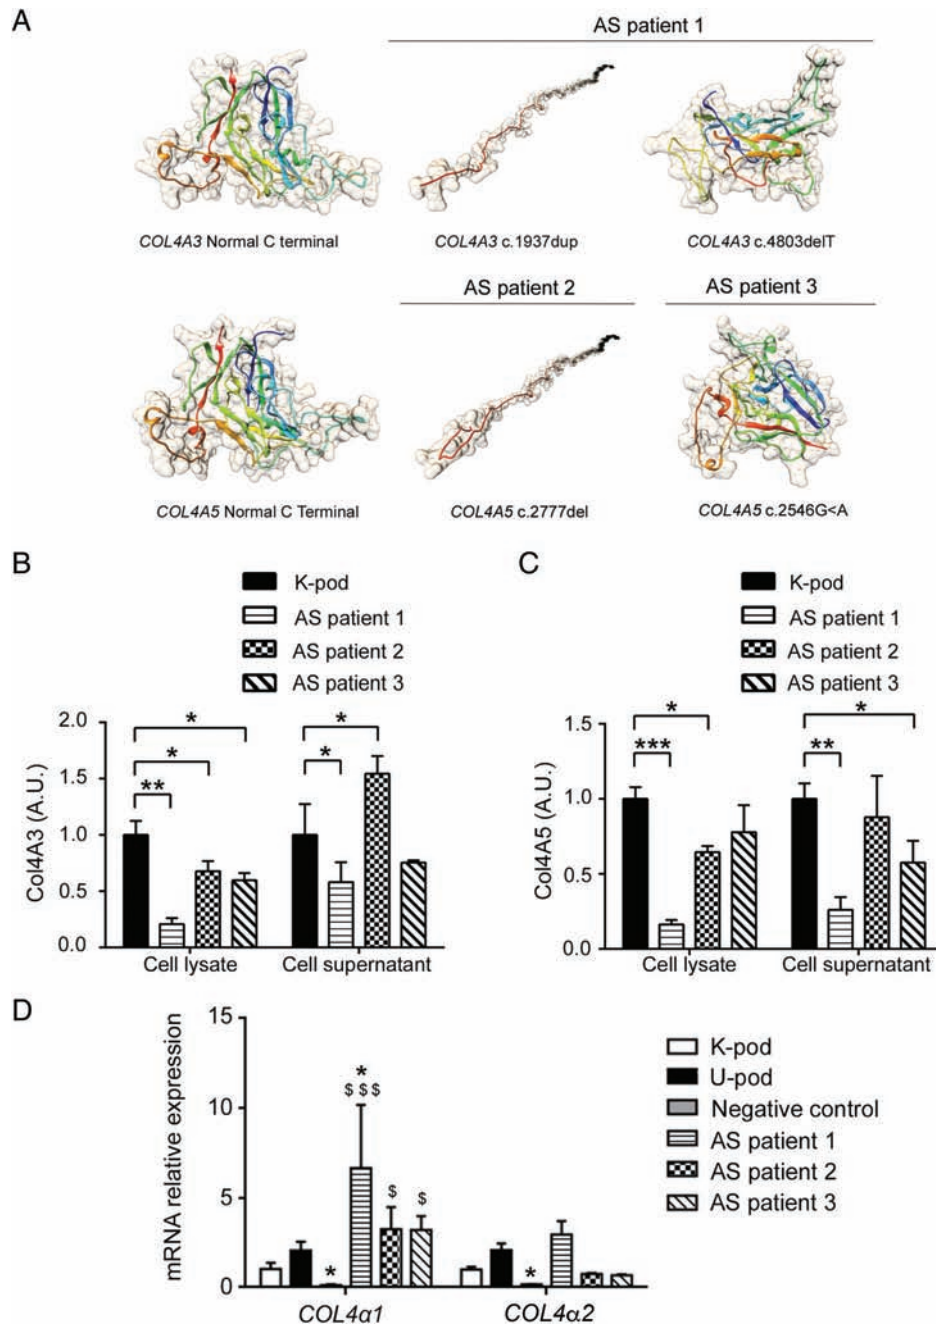 A
AS patient 1
COL4A3 Normal C terminal
COL4A3 c.1937dup
COL4A3 c.4803delT
AS patient 2
AS patient 3
COL4A5 Normal C Terminal
COL4A5 c.2777del
COL4A5 c.2546G<A
B
K-pod
AS patient 1
AS patient 2
AS patient 3
Col4A3 (A.U.)
2.0
1.5
1.0
0.5
0.0
*
*
**
*
*
Cell lysate
Cell supernatant
C
K-pod
AS patient 1
AS patient 2
AS patient 3
Col4A5 (A.U.)
1.5
1.0
0.5
0.0
*
***
*
**
Cell lysate
Cell supernatant
D
mRNA relative expression
15
10
5
0
*
*
$ $ $
$
$
*
COL4α1
COL4α2
K-pod
U-pod
Negative control
AS patient 1
AS patient 2
AS patient 3